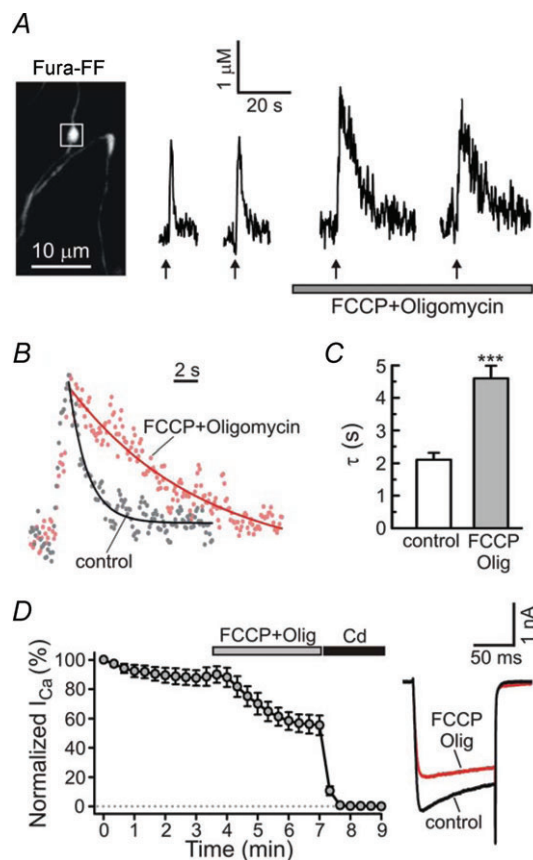 A
Fura-FF
10 μm
1 μM
20 s
FCCP+Oligomycin
B
2 s
FCCP+Oligomycin
control
C
τ (s)
5
4
3
2
1
0
***
control
FCCP
Olig
D
Normalized I_Ca (%)
100
80
60
40
20
0
FCCP+Olig
Cd
0 1 2 3 4 5 6 7 8 9
Time (min)
1 nA
50 ms
FCCP
Olig
control